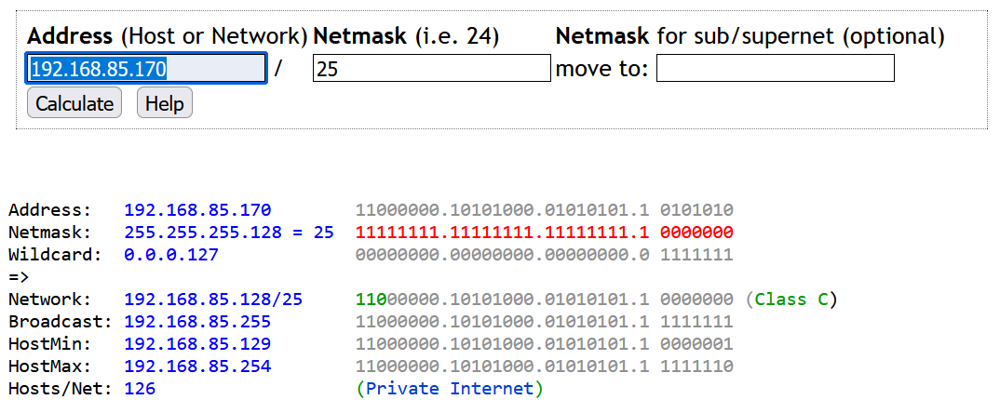 Address (Host or Network) Netmask (i.e. 24) Netmask for sub/supernet (optional)
192.168.85.170 / 25 move to:
Calculate Help
Address: 192.168.85.170 11000000.10101000.01010101.1 0101010
Netmask: 255.255.255.128 = 25 11111111.11111111.11111111.1 0000000
Wildcard: 0.0.0.127 00000000.00000000.00000000.0 1111111
=>
Network: 192.168.85.128/25 11000000.10101000.01010101.1 0000000 (Class C)
Broadcast: 192.168.85.255 11000000.10101000.01010101.1 1111111
HostMin: 192.168.85.129 11000000.10101000.01010101.1 0000001
HostMax: 192.168.85.254 11000000.10101000.01010101.1 1111110
Hosts/Net: 126 (Private Internet)